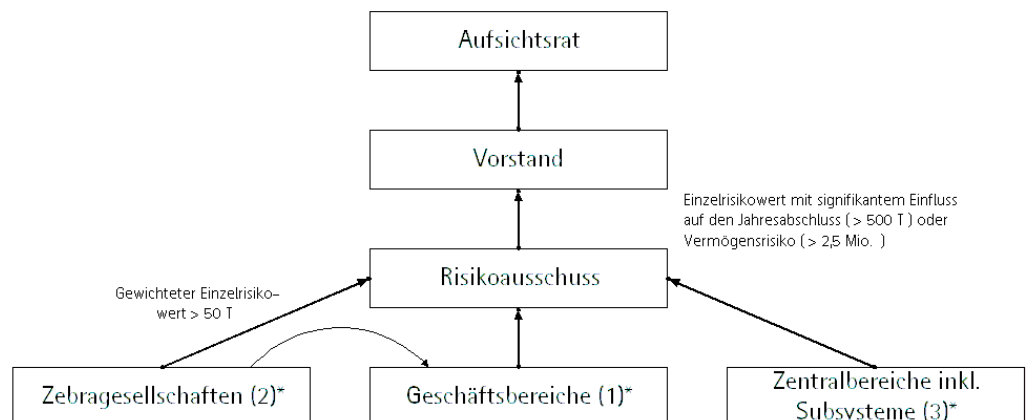 Aufsichtsrat
Vorstand
Einzelrisikowert mit signifikantem Einfluss
auf den Jahresabschluss ( > 500 T ) oder
Vermögensrisiko ( > 2,5 Mio.  )
Risikoausschuss
Gewichteter Einzelrisiko–
wert > 50 T
Zebragesellschaften (2)*
Geschäftsbereiche (1)*
Zentralbereiche inkl.
Subsysteme (3)*